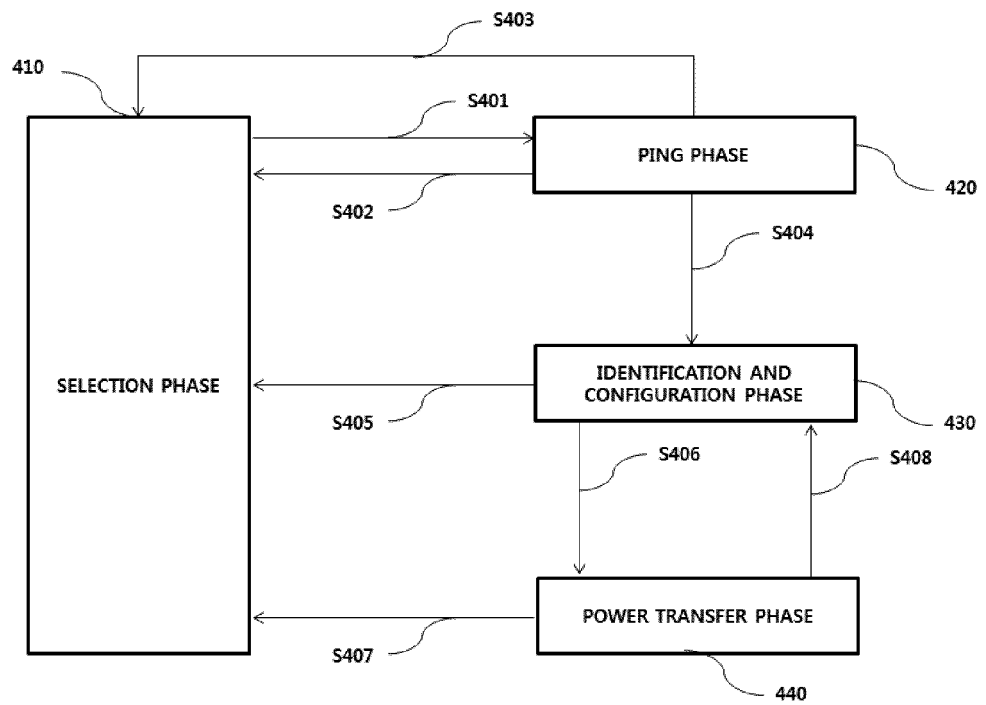 S403
410
S401
PING PHASE
420
S402
S404
SELECTION PHASE
IDENTIFICATION AND
CONFIGURATION PHASE
430
S405
S406
S408
POWER TRANSFER PHASE
S407
440